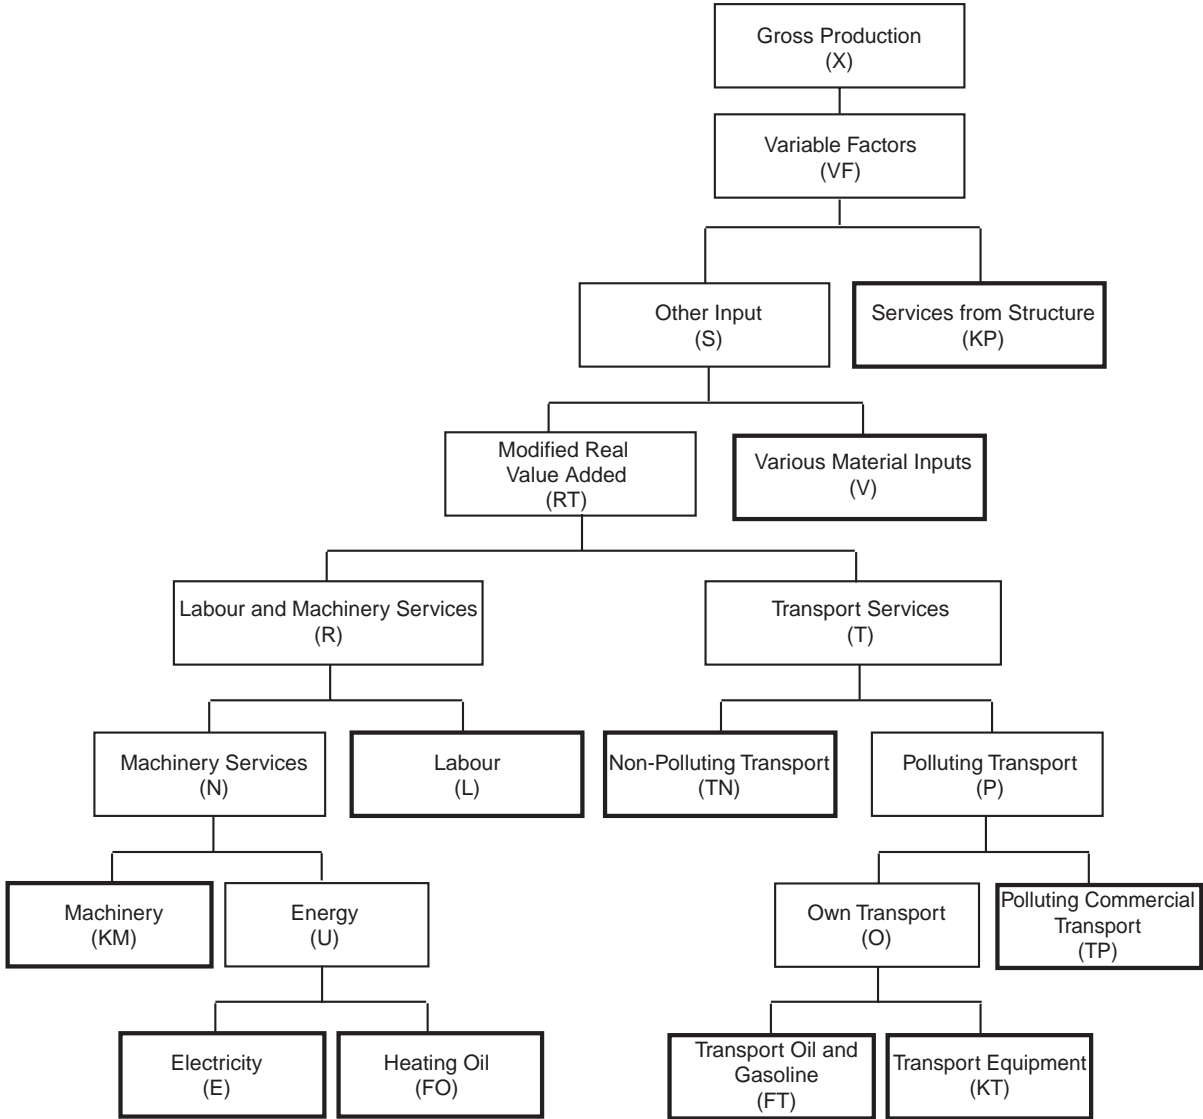 Gross Production
(X)
Variable Factors
(VF)
Other Input
(S)
Services from Structure
(KP)
Modified Real
Value Added
(RT)
Various Material Inputs
(V)
Labour and Machinery Services
(R)
Transport Services
(T)
Machinery Services
(N)
Labour
(L)
Non-Polluting Transport
(TN)
Polluting Transport
(P)
Machinery
(KM)
Energy
(U)
Own Transport
(O)
Polluting Commercial
Transport
(TP)
Electricity
(E)
Heating Oil
(FO)
Transport Oil and
Gasoline
(FT)
Transport Equipment
(KT)